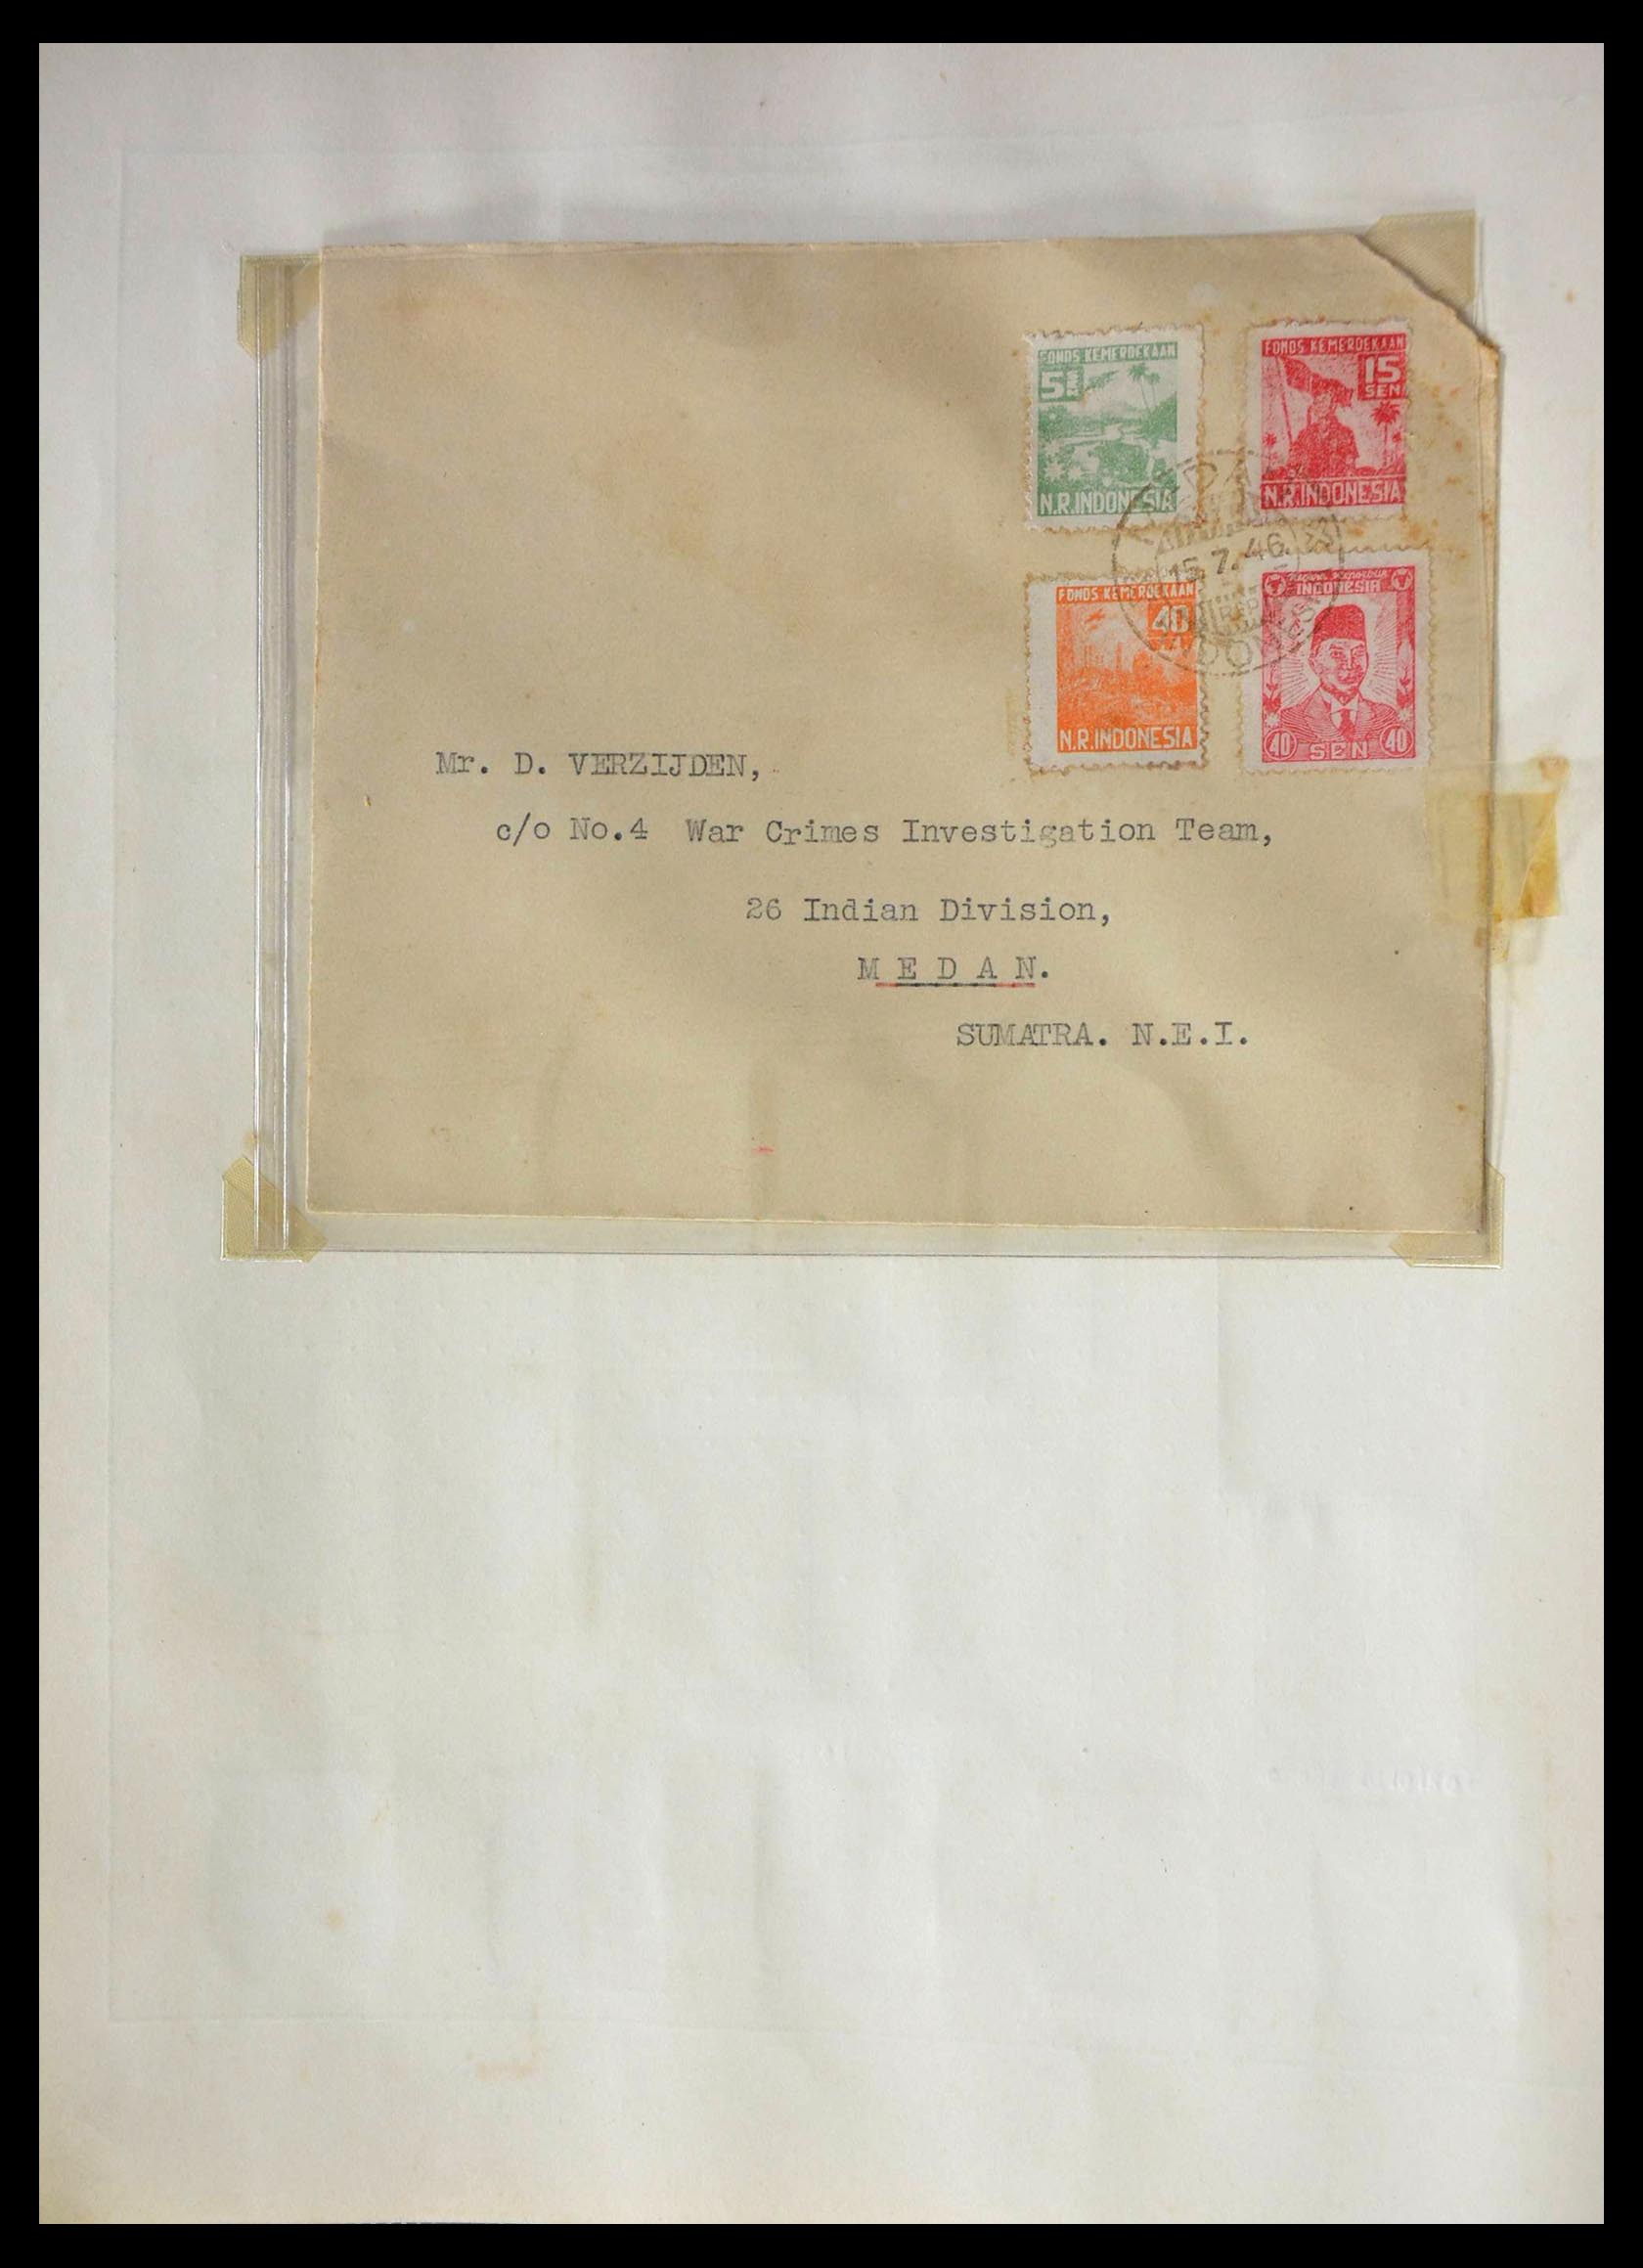 FONDS KEMERDEKAAN
5 SEN
N.R.INDONESIA
FONDS KEMERDEKAAN
15
SEN
N.R.INDONESIA
15.7.46.
FONDS KEMERDEKAAN
40
N.R.INDONESIA
INDONESIA
40 SEN 40
Mr. D. VERZIJDEN,
c/o No.4 War Crimes Investigation Team,
26 Indian Division,
M E D A N.
SUMATRA. N.E.I.